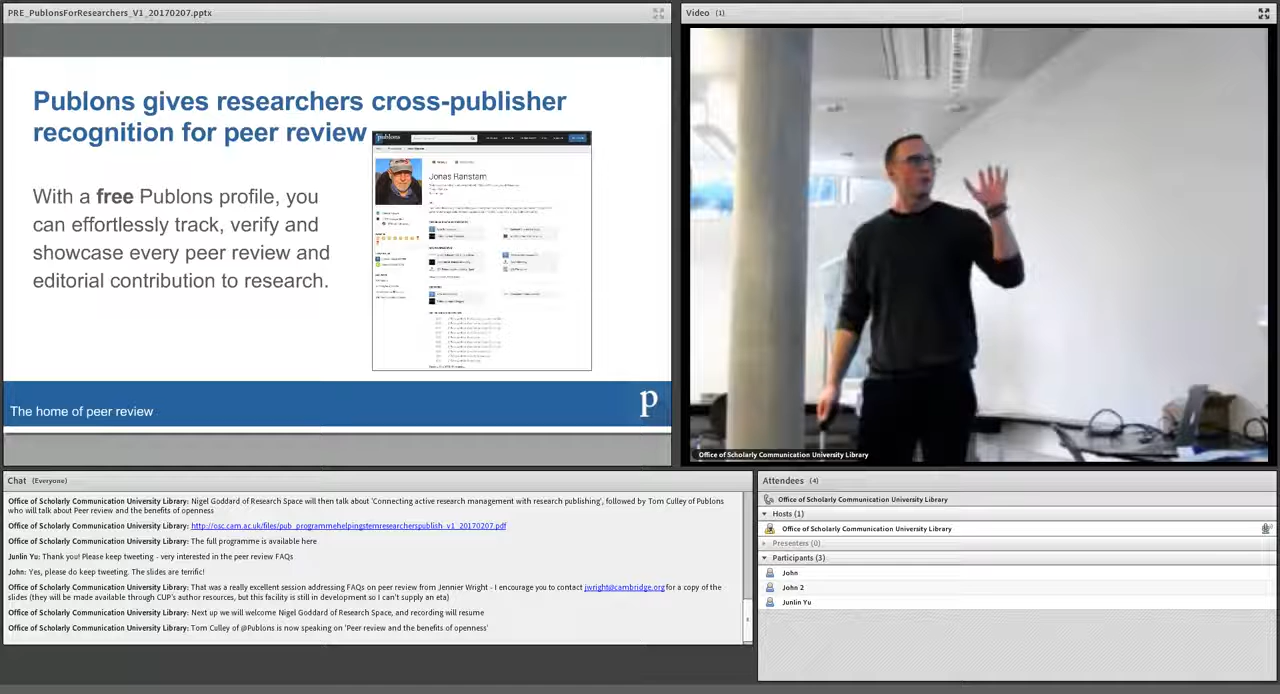 PRE_PublonsForResearchers_V1_20170207.pptx
Publons gives researchers cross-publisher
recognition for peer review
With a free Publons profile, you
can effortlessly track, verify and
showcase every peer review and
editorial contribution to research.
publons
Jonas Ranstam
The home of peer review
p
Video (1)
Office of Scholarly Communication University Library
Chat (Everyone)
Office of Scholarly Communication University Library: Nigel Goddard of Research Space will then talk about 'Connecting active research management with research publishing', followed by Tom Culley of Publons
who will talk about Peer review and the benefits of openness
Office of Scholarly Communication University Library: http://osc.cam.ac.uk/files/pub_programmehelpingstemresearcherspublish_v1_20170207.pdf
Office of Scholarly Communication University Library: The full programme is available here
Junlin Yu: Thank you! Please keep tweeting - very interested in the peer review FAQs
John: Yes, please do keep tweeting. The slides are terrific!
Office of Scholarly Communication University Library: That was a really excellent session addressing FAQs on peer review from Jennier Wright - I encourage you to contact jwright@cambridge.org for a copy of the
slides (they will be made available through CUP's author resources, but this facility is still in development so I can't supply an eta)
Office of Scholarly Communication University Library: Next up we will welcome Nigel Goddard of Research Space, and recording will resume
Office of Scholarly Communication University Library: Tom Culley of @Publons is now speaking on 'Peer review and the benefits of openness'
Attendees (4)
Office of Scholarly Communication University Library
Hosts (1)
Office of Scholarly Communication University Library
Presenters (0)
Participants (3)
John
John 2
Junlin Yu